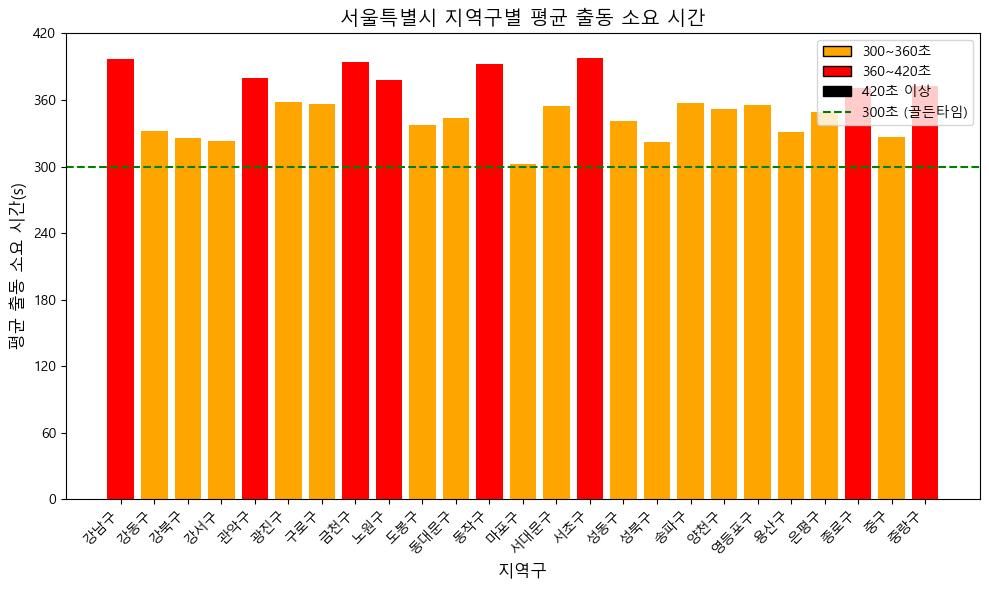 서울특별시 지역구별 평균 출동 소요 시간
420
360
300
240
180
120
60
0
평균 출동 소요 시간(s)
300~360초
360~420초
420초 이상
300초 (골든타임)
강남구
강동구
강북구
강서구
관악구
광진구
구로구
금천구
노원구
도봉구
동대문구
동작구
마포구
서대문구
서초구
성동구
성북구
송파구
양천구
영등포구
용산구
은평구
종로구
중구
중랑구
지역구